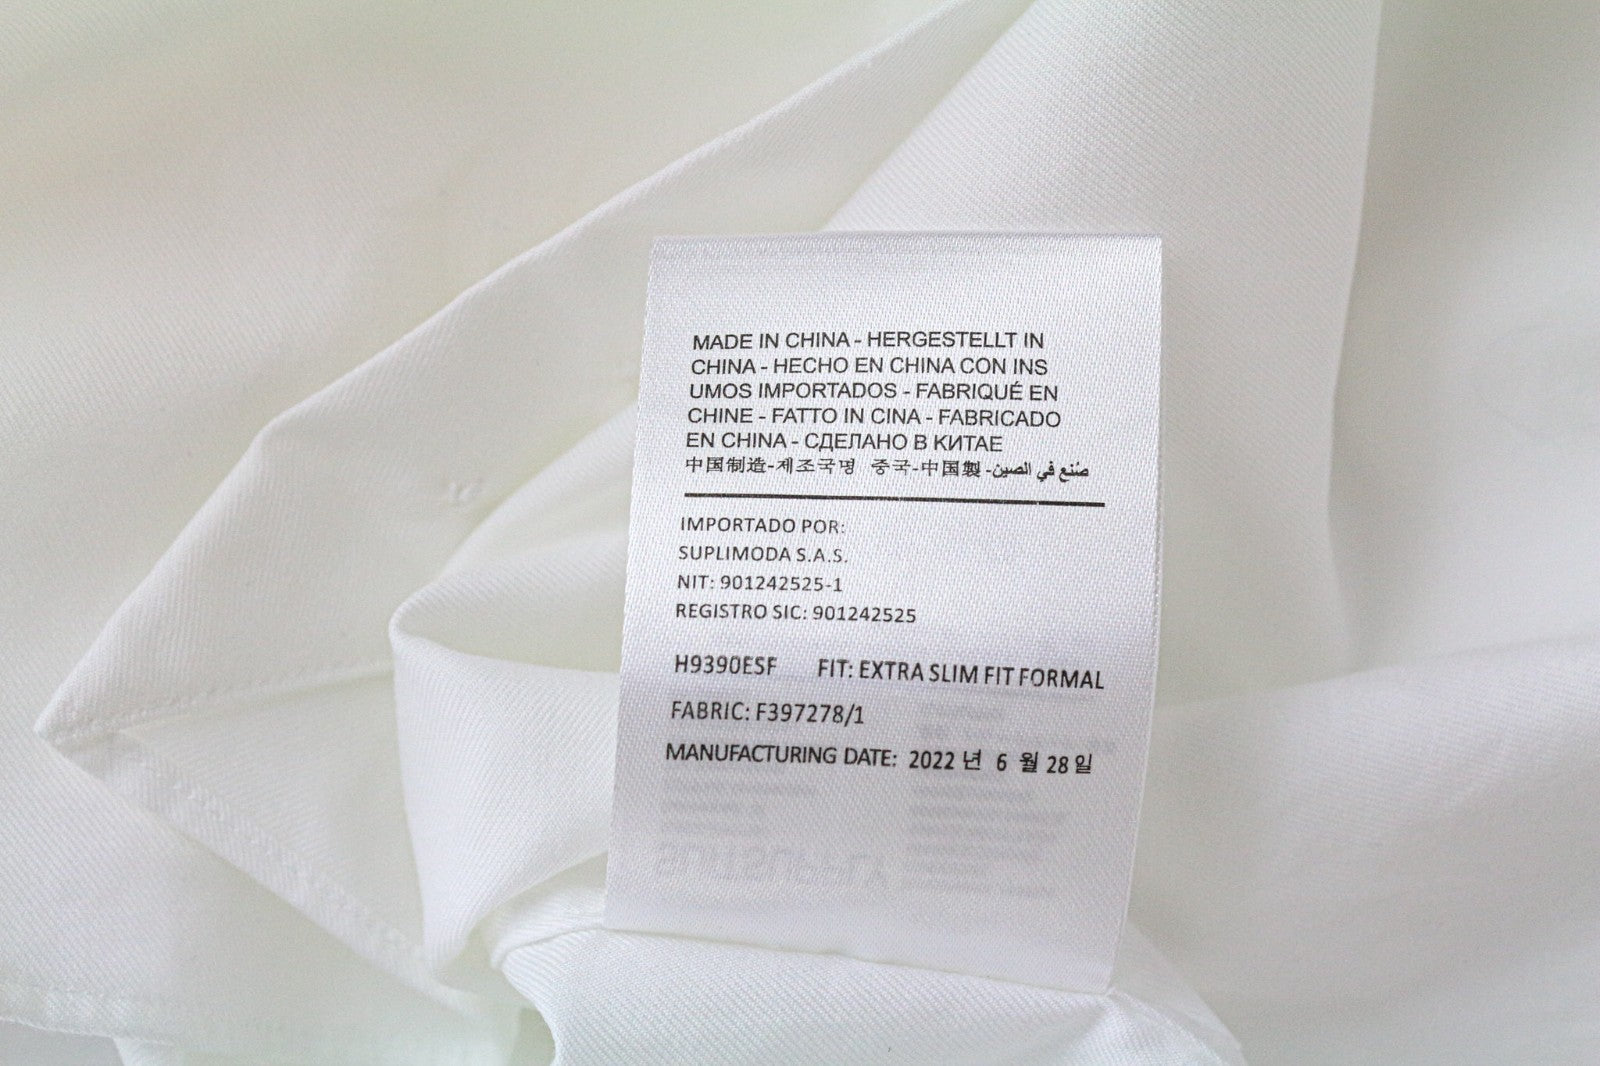 MADE IN CHINA - HERGESTELLT IN
CHINA - HECHO EN CHINA CON INS
UMOS IMPORTADOS - FABRIQUÉ EN
CHINE - FATTO IN CINA - FABRICADO
EN CHINA - СДЕЛАНО В КИТАЕ
中国制造-제조국명 중국-中国製-صُنع في الصين
IMPORTADO POR:
SUPLIMODA S.A.S.
NIT: 901242525-1
REGISTRO SIC: 901242525
H9390ESF FIT: EXTRA SLIM FIT FORMAL
FABRIC: F397278/1
MANUFACTURING DATE: 2022 년 6 월 28 일